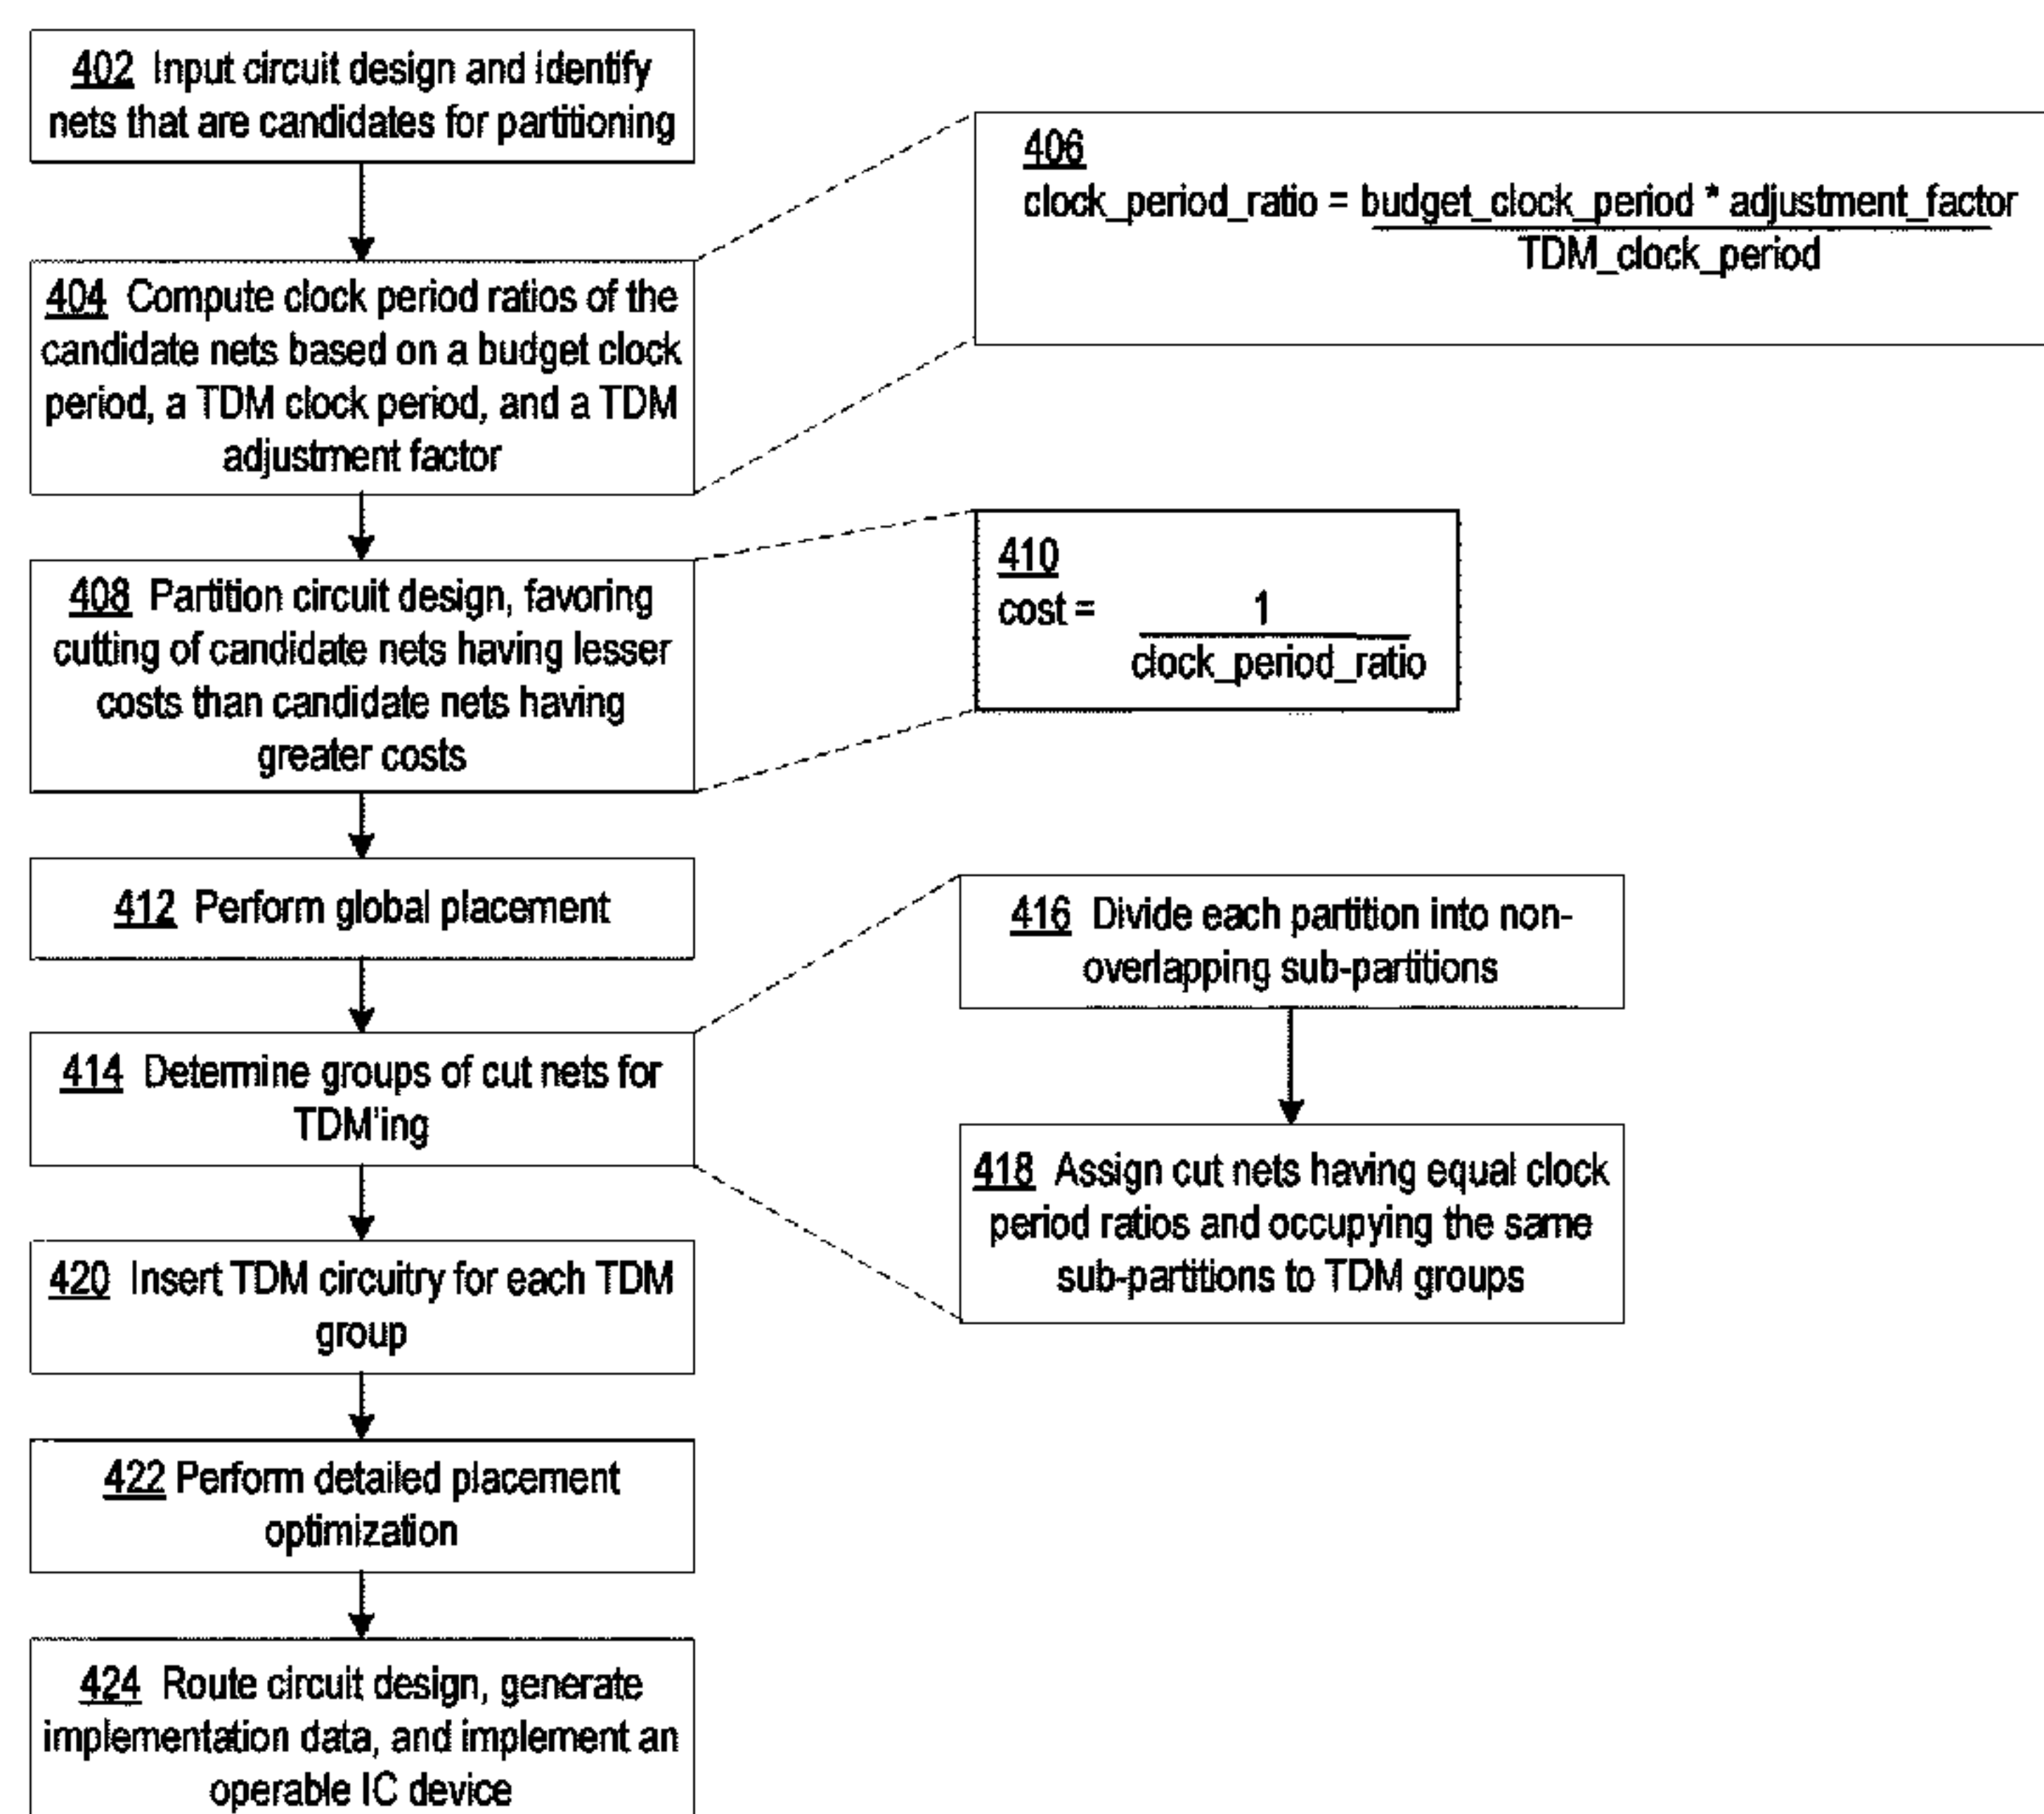 402 Input circuit design and identify
nets that are candidates for partitioning
404 Compute clock period ratios of the
candidate nets based on a budget clock
period, a TDM clock period, and a TDM
adjustment factor
406
clock_period_ratio = budget_clock_period * adjustment_factor
TDM_clock_period
408 Partition circuit design, favoring
cutting of candidate nets having lesser
costs than candidate nets having
greater costs
410
cost = 1
clock_period_ratio
412 Perform global placement
414 Determine groups of cut nets for
TDM'ing
416 Divide each partition into non-
overlapping sub-partitions
418 Assign cut nets having equal clock
period ratios and occupying the same
sub-partitions to TDM groups
420 Insert TDM circuitry for each TDM
group
422 Perform detailed placement
optimization
424 Route circuit design, generate
implementation data, and implement an
operable IC device